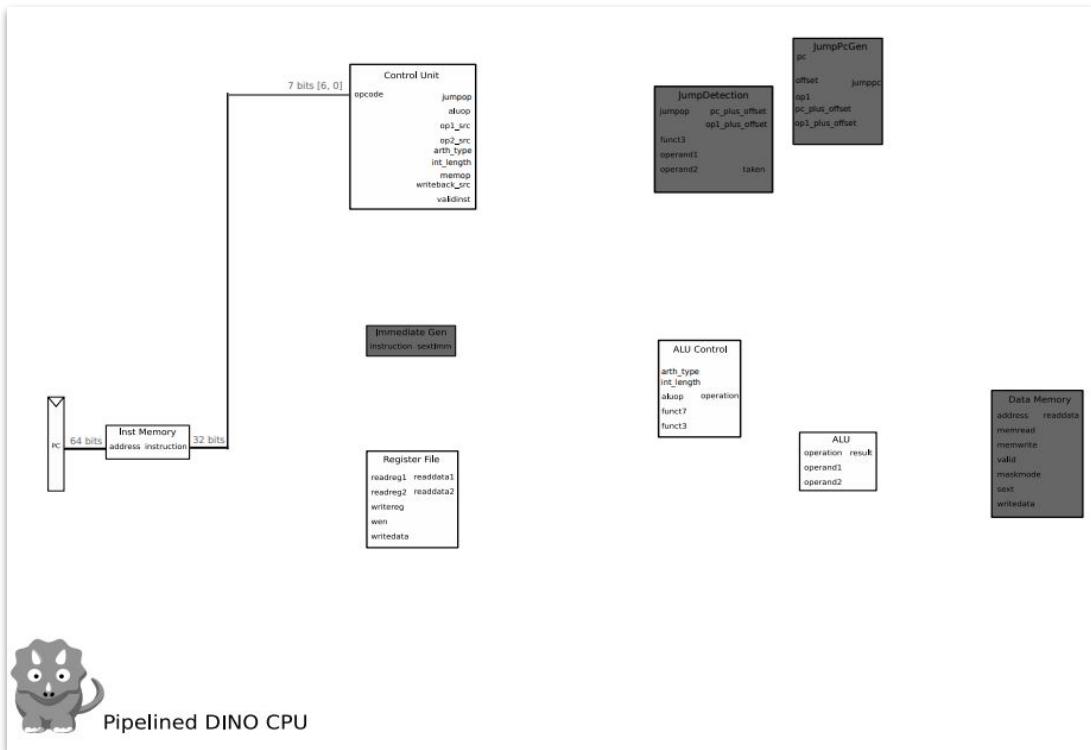 JumpPcGen
pc
offset jumppc
op1
pc_plus_offset
op1_plus_offset
Control Unit
7 bits [6, 0]
opcode jumpop
aluop
op1_src
op2_src
arth_type
int_length
memop
writeback_src
validinst
JumpDetection
jumpop pc_plus_offset
op1_plus_offset
funct3
operand1
operand2 taken
Immediate Gen
instruction sextImm
ALU Control
arth_type
int_length
aluop operation
funct7
funct3
PC
64 bits
Inst Memory
address instruction
32 bits
Register File
readreg1 readdata1
readreg2 readdata2
writereg
wen
writedata
ALU
operation result
operand1
operand2
Data Memory
address readdata
memread
memwrite
valid
maskmode
sext
writedata
Pipelined DINO CPU